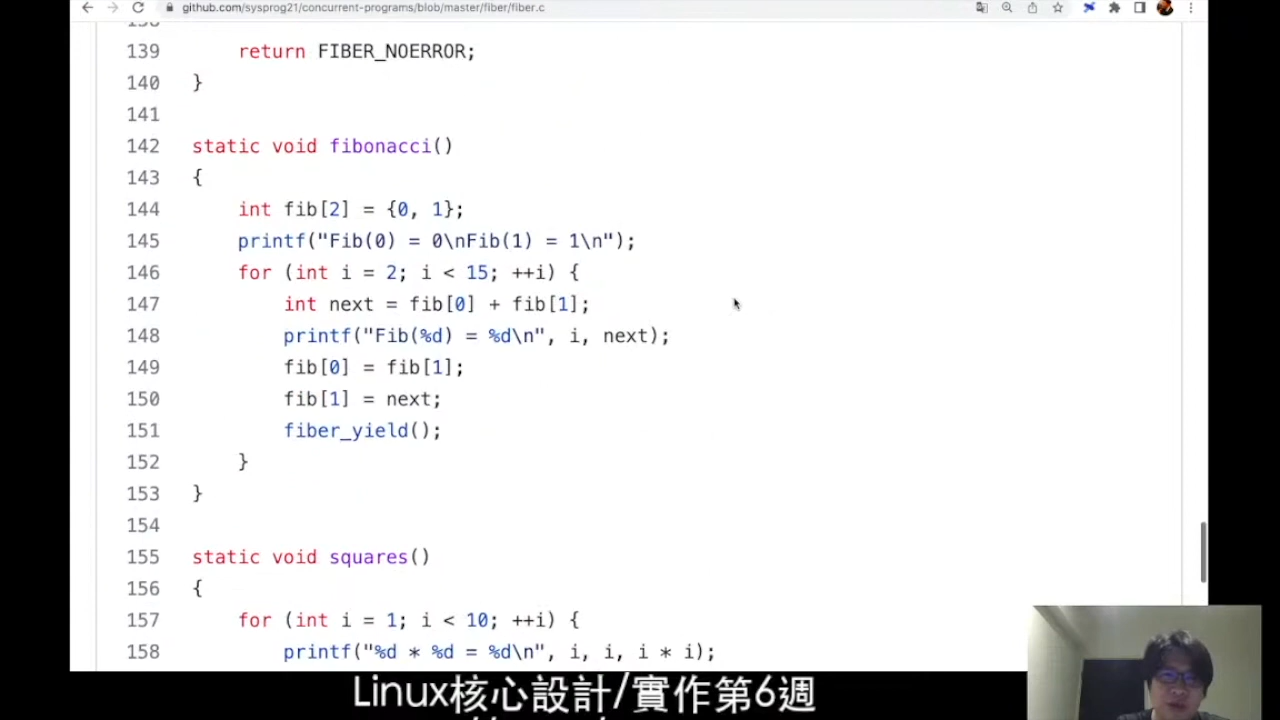 github.com/sysprog21/concurrent-programs/blob/master/fiber/fiber.c
139 return FIBER_NOERROR;
140 }
141
142 static void fibonacci()
143 {
144 int fib[2] = {0, 1};
145 printf("Fib(0) = 0\nFib(1) = 1\n");
146 for (int i = 2; i < 15; ++i) {
147 int next = fib[0] + fib[1];
148 printf("Fib(%d) = %d\n", i, next);
149 fib[0] = fib[1];
150 fib[1] = next;
151 fiber_yield();
152 }
153 }
154
155 static void squares()
156 {
157 for (int i = 1; i < 10; ++i) {
158 printf("%d * %d = %d\n", i, i, i * i);
Linux核心設計/實作第6週